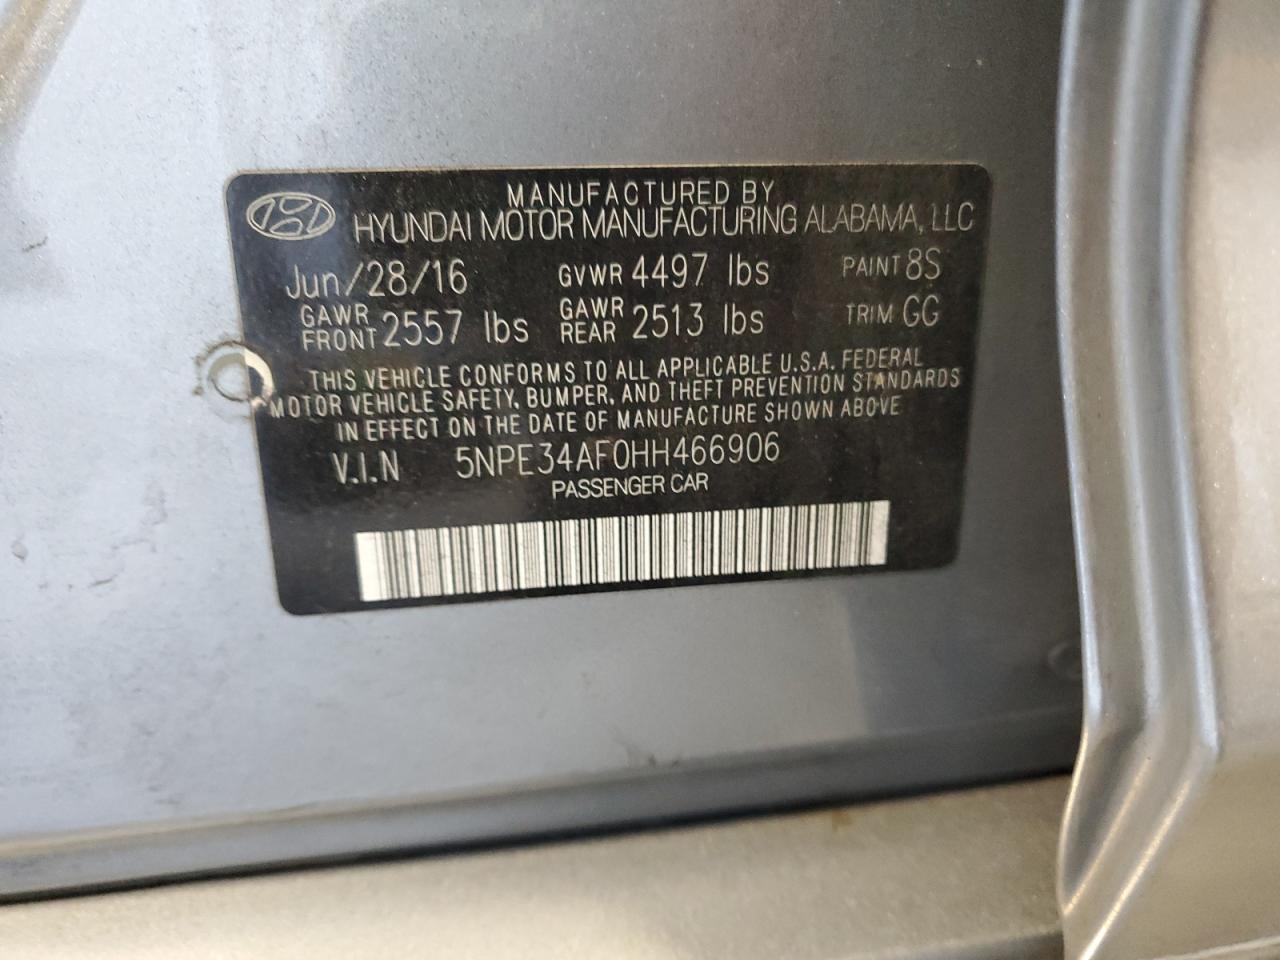 MANUFACTURED BY
HYUNDAI MOTOR MANUFACTURING ALABAMA, LLC
Jun/28/16 GVWR 4497 lbs PAINT 8S
GAWR FRONT 2557 lbs GAWR REAR 2513 lbs TRIM GG
THIS VEHICLE CONFORMS TO ALL APPLICABLE U.S.A. FEDERAL
MOTOR VEHICLE SAFETY, BUMPER, AND THEFT PREVENTION STANDARDS
IN EFFECT ON THE DATE OF MANUFACTURE SHOWN ABOVE
V.I.N 5NPE34AF0HH466906
PASSENGER CAR